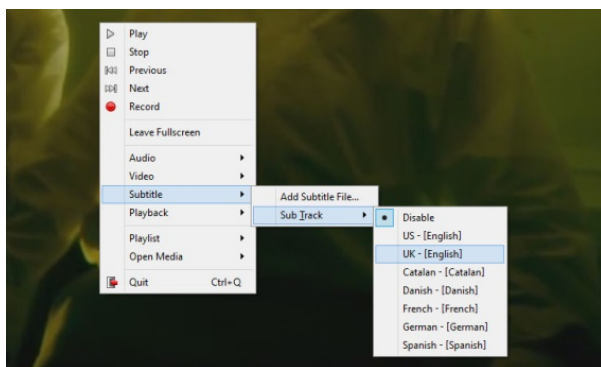 Play
Stop
Previous
Next
Record
Leave Fullscreen
Audio
Video
Subtitle
Playback
Playlist
Open Media
Quit Ctrl+Q
Add Subtitle File...
Sub Track
Disable
US - [English]
UK - [English]
Catalan - [Catalan]
Danish - [Danish]
French - [French]
German - [German]
Spanish - [Spanish]